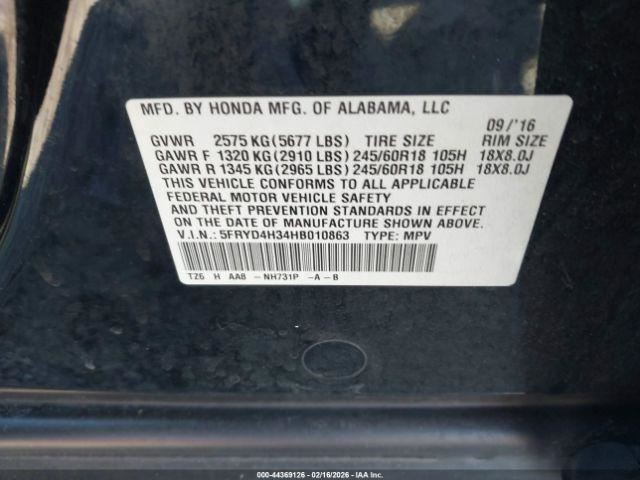 MFD. BY HONDA MFG. OF ALABAMA, LLC
09/'16
GVWR 2575 KG (5677 LBS) TIRE SIZE RIM SIZE
GAWR F 1320 KG (2910 LBS) 245/60R18 105H 18X8.0J
GAWR R 1345 KG (2965 LBS) 245/60R18 105H 18X8.0J
THIS VEHICLE CONFORMS TO ALL APPLICABLE
FEDERAL MOTOR VEHICLE SAFETY
AND THEFT PREVENTION STANDARDS IN EFFECT
ON THE DATE OF MANUFACTURE SHOWN ABOVE.
V.I.N.: 5FRYD4H34HB010863 TYPE: MPV
TZ6 H AA8 - NH731P -A-B
000-44369126 - 02/16/2026 - IAA Inc.